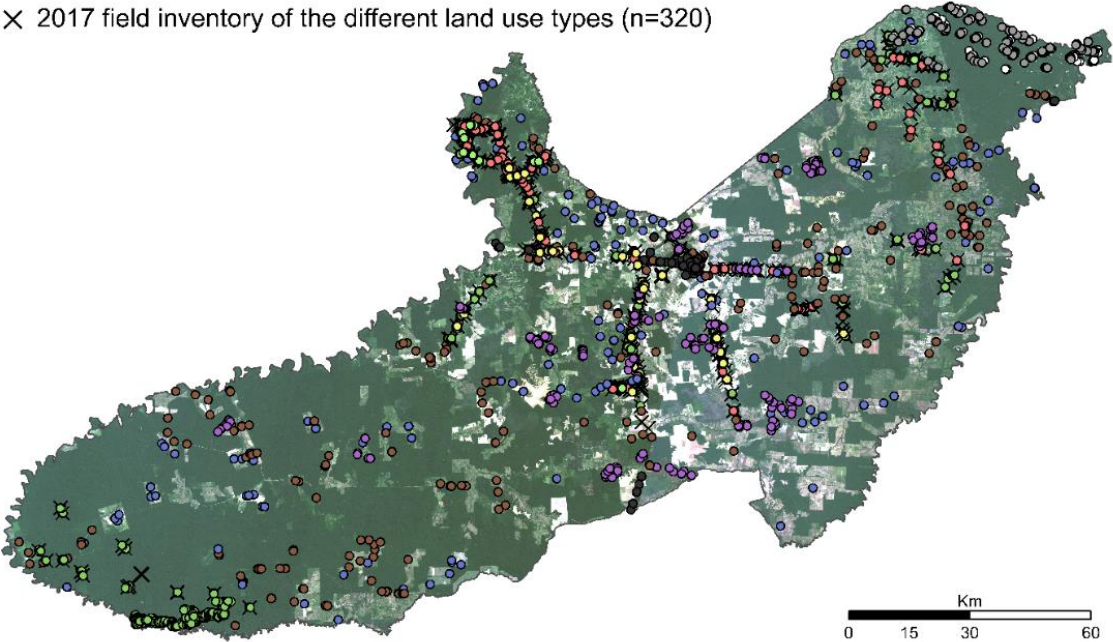 × 2017 field inventory of the different land use types (n=320)
Km
0 15 30 60